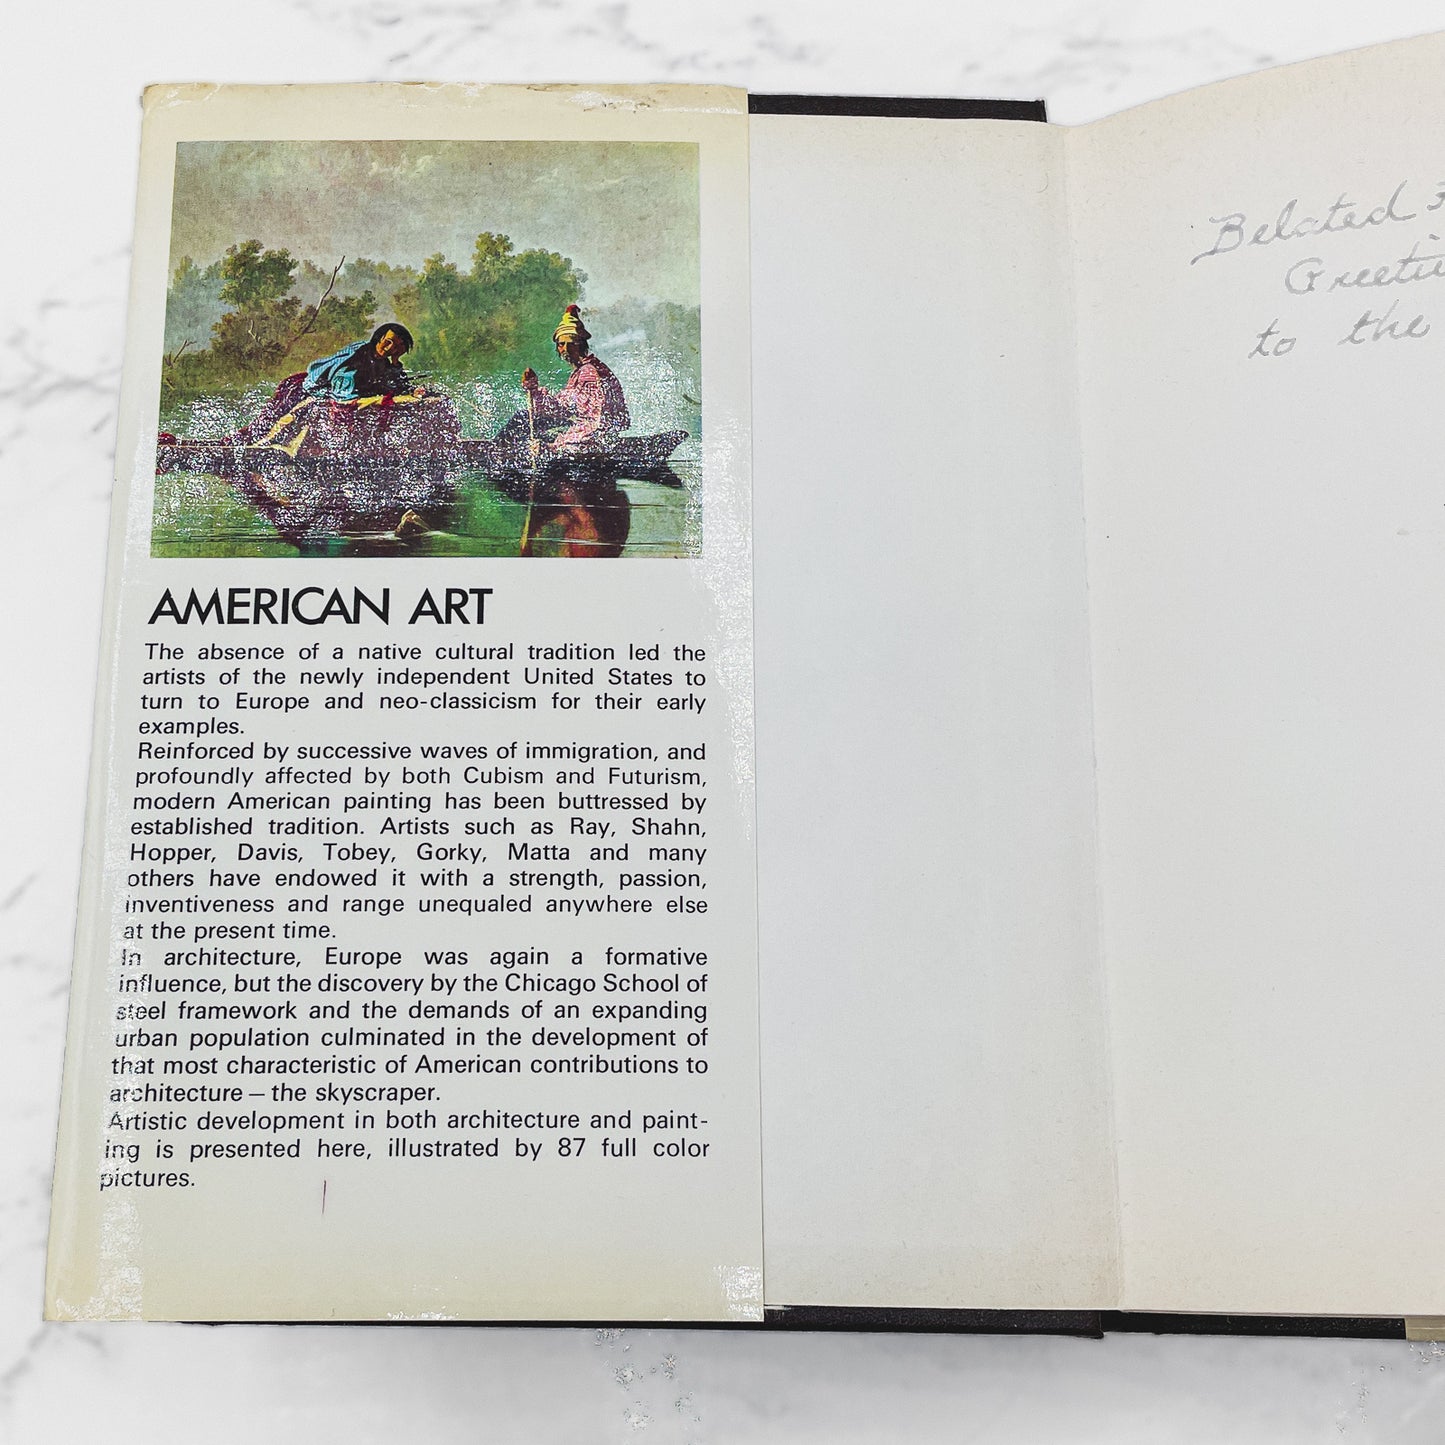 AMERICAN ART
The absence of a native cultural tradition led the
artists of the newly independent United States to
turn to Europe and neo-classicism for their early
examples.
Reinforced by successive waves of immigration, and
profoundly affected by both Cubism and Futurism,
modern American painting has been buttressed by
established tradition. Artists such as Ray, Shahn,
Hopper, Davis, Tobey, Gorky, Matta and many
others have endowed it with a strength, passion,
inventiveness and range unequaled anywhere else
at the present time.
In architecture, Europe was again a formative
influence, but the discovery by the Chicago School of
steel framework and the demands of an expanding
urban population culminated in the development of
that most characteristic of American contributions to
architecture — the skyscraper.
Artistic development in both architecture and paint-
ing is presented here, illustrated by 87 full color
pictures.
Belated
to the